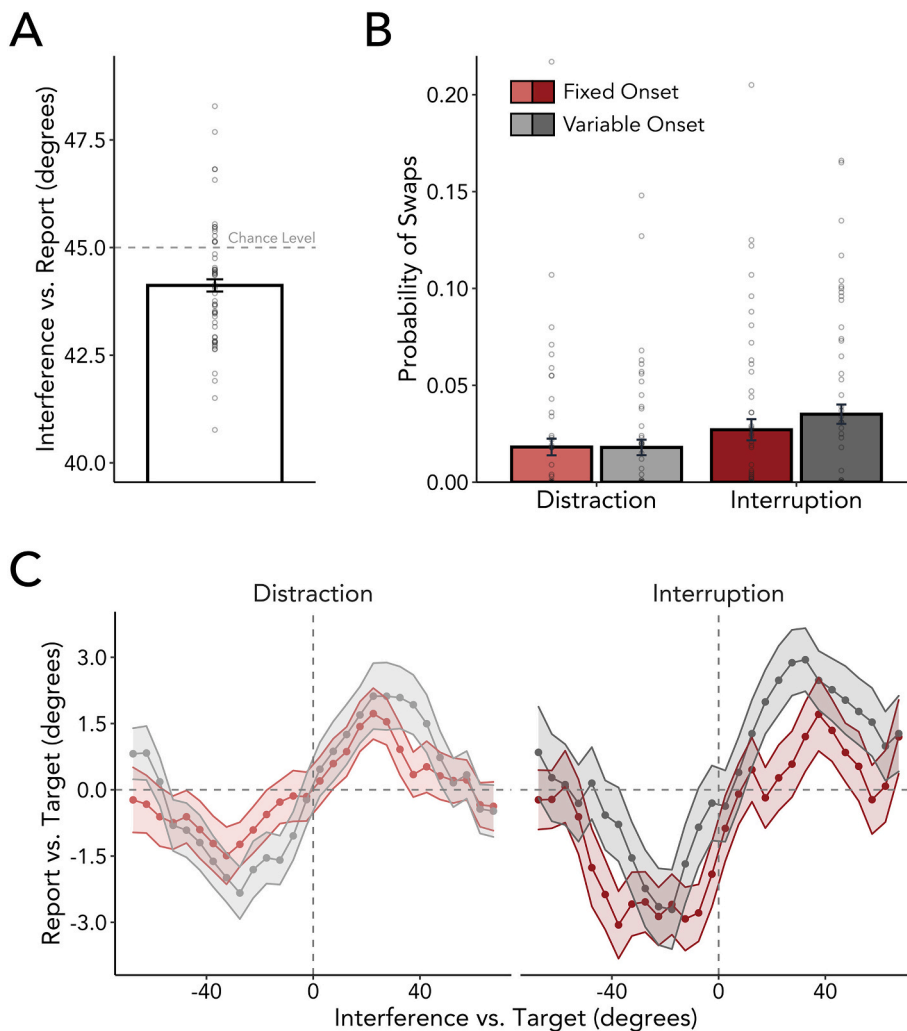 A
Interference vs. Report (degrees)
47.5
45.0
42.5
40.0
Chance Level
B
Probability of Swaps
0.20
0.15
0.10
0.05
0.00
Fixed Onset
Variable Onset
Distraction
Interruption
C
Distraction
Interruption
Report vs. Target (degrees)
3.0
1.5
0.0
-1.5
-3.0
-40
0
40
-40
0
40
Interference vs. Target (degrees)